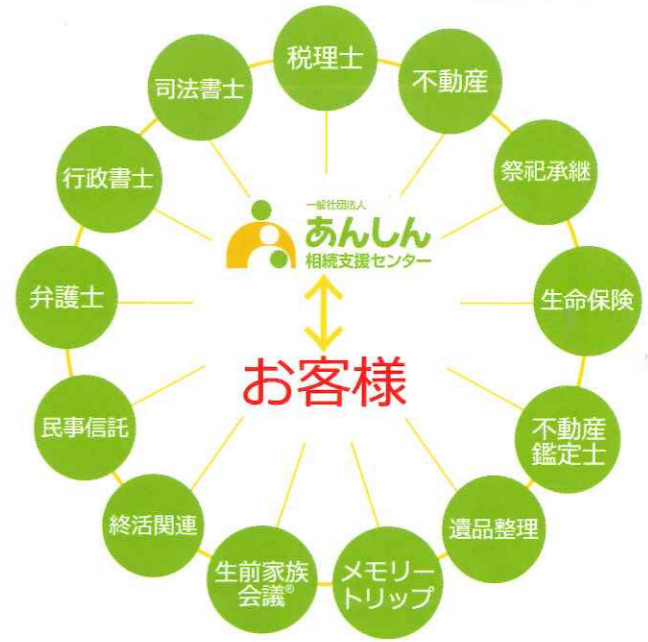 税理士
不動産
祭祀承継
生命保険
不動産
鑑定士
遺品整理
メモリー
トリップ
生前家族
会議®
終活関連
民事信託
弁護士
行政書士
司法書士
一般社団法人
あんしん
相続支援センター
お客様